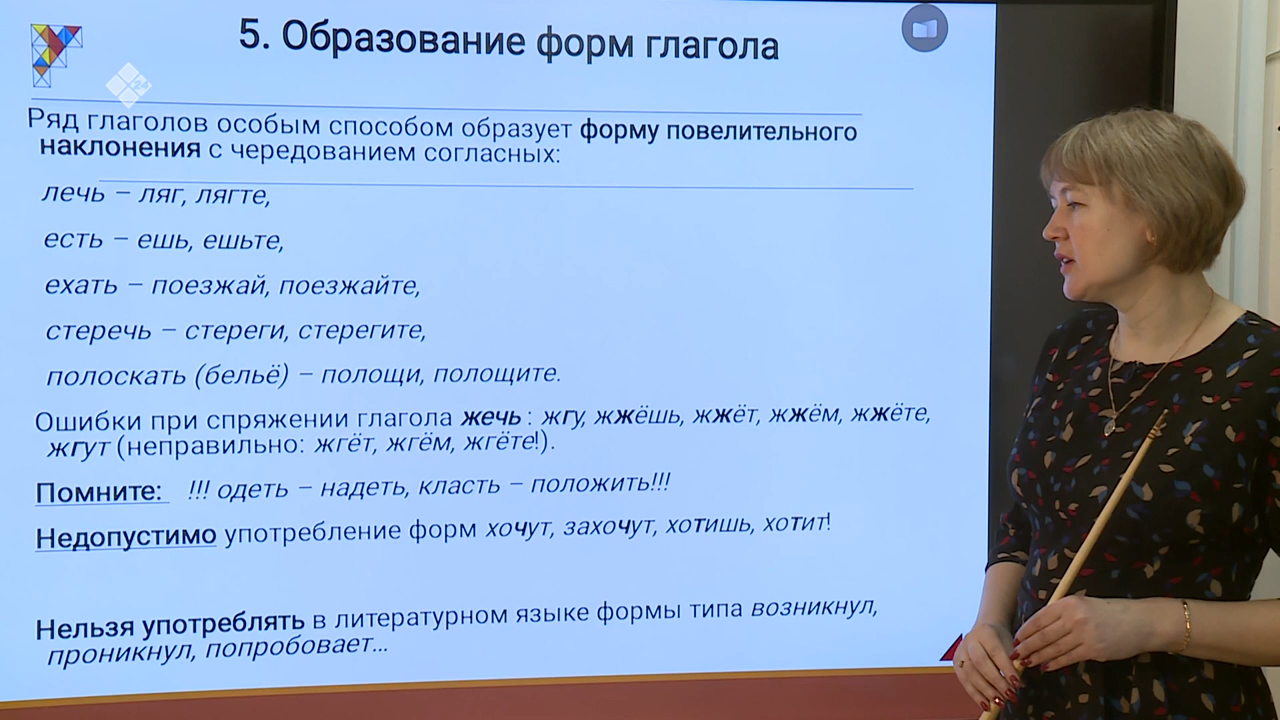 5. Образование форм глагола
24
Ряд глаголов особым способом образует форму повелительного
наклонения с чередованием согласных:
лечь – ляг, лягте,
есть – ешь, ешьте,
ехать – поезжай, поезжайте,
стеречь – стереги, стерегите,
полоскать (бельё) – полощи, полощите.
Ошибки при спряжении глагола жечь : жгу, жжёшь, жжёт, жжём, жжёте,
жгут (неправильно: жгёт, жгём, жгёте!).
Помните: !!! одеть – надеть, класть – положить!!!
Недопустимо употребление форм хочут, захочут, хотишь, хотит!
Нельзя употреблять в литературном языке формы типа возникнул,
проникнул, попробовает...